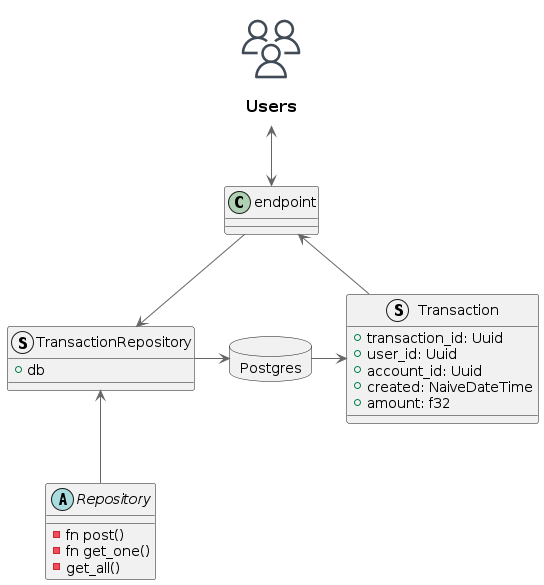 Users
C endpoint
S TransactionRepository
db
Postgres
S Transaction
transaction_id: Uuid
user_id: Uuid
account_id: Uuid
created: NaiveDateTime
amount: f32
A Repository
fn post()
fn get_one()
get_all()